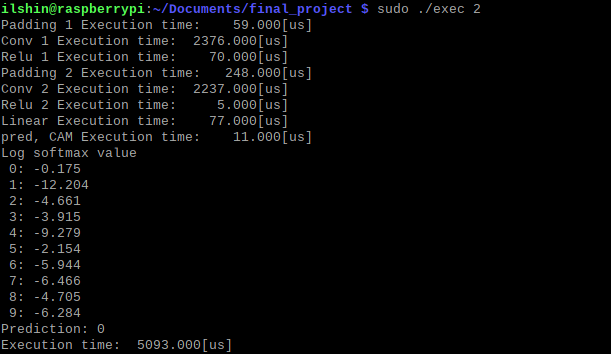 ilshin@raspberrypi:~/Documents/final_project $ sudo ./exec 2
Padding 1 Execution time:    59.000[us]
Conv 1 Execution time:  2376.000[us]
Relu 1 Execution time:    70.000[us]
Padding 2 Execution time:   248.000[us]
Conv 2 Execution time:  2237.000[us]
Relu 2 Execution time:     5.000[us]
Linear Execution time:    77.000[us]
pred, CAM Execution time:    11.000[us]
Log softmax value
 0: -0.175
 1: -12.204
 2: -4.661
 3: -3.915
 4: -9.279
 5: -2.154
 6: -5.944
 7: -6.466
 8: -4.705
 9: -6.284
Prediction: 0
Execution time:  5093.000[us]